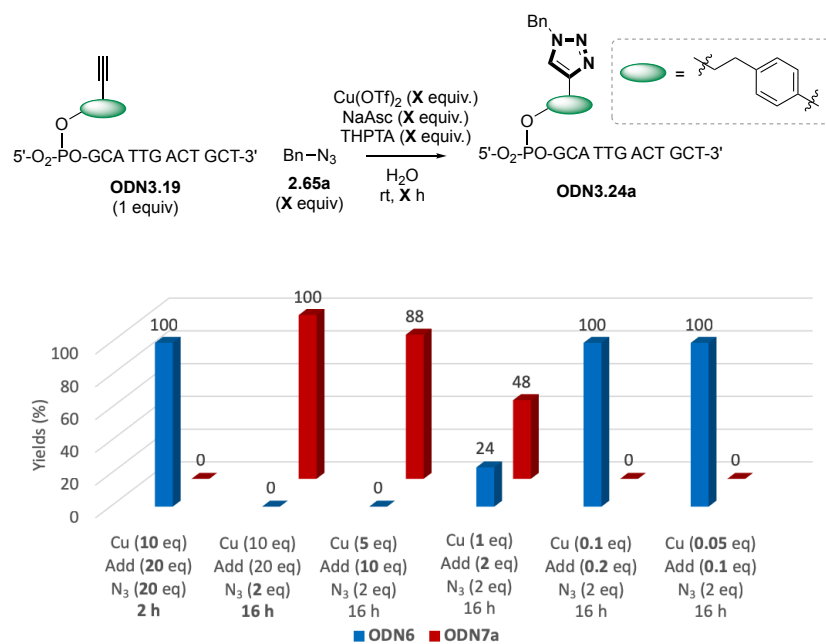 Bn
N
N
N
=
O
5'-O2-PO-GCA TTG ACT GCT-3'
ODN3.19
(1 equiv)
Bn–N3
2.65a
(X equiv)
Cu(OTf)2 (X equiv.)
NaAsc (X equiv.)
THPTA (X equiv.)
H2O
rt, X h
O
5'-O2-PO-GCA TTG ACT GCT-3'
ODN3.24a
Yields (%)
100
80
60
40
20
0
100
0
0
100
0
88
24
48
100
0
100
0
Cu (10 eq)
Add (20 eq)
N3 (20 eq)
2 h
Cu (10 eq)
Add (20 eq)
N3 (2 eq)
16 h
Cu (5 eq)
Add (10 eq)
N3 (2 eq)
16 h
Cu (1 eq)
Add (2 eq)
N3 (2 eq)
16 h
Cu (0.1 eq)
Add (0.2 eq)
N3 (2 eq)
16 h
Cu (0.05 eq)
Add (0.1 eq)
N3 (2 eq)
16 h
ODN6 ODN7a